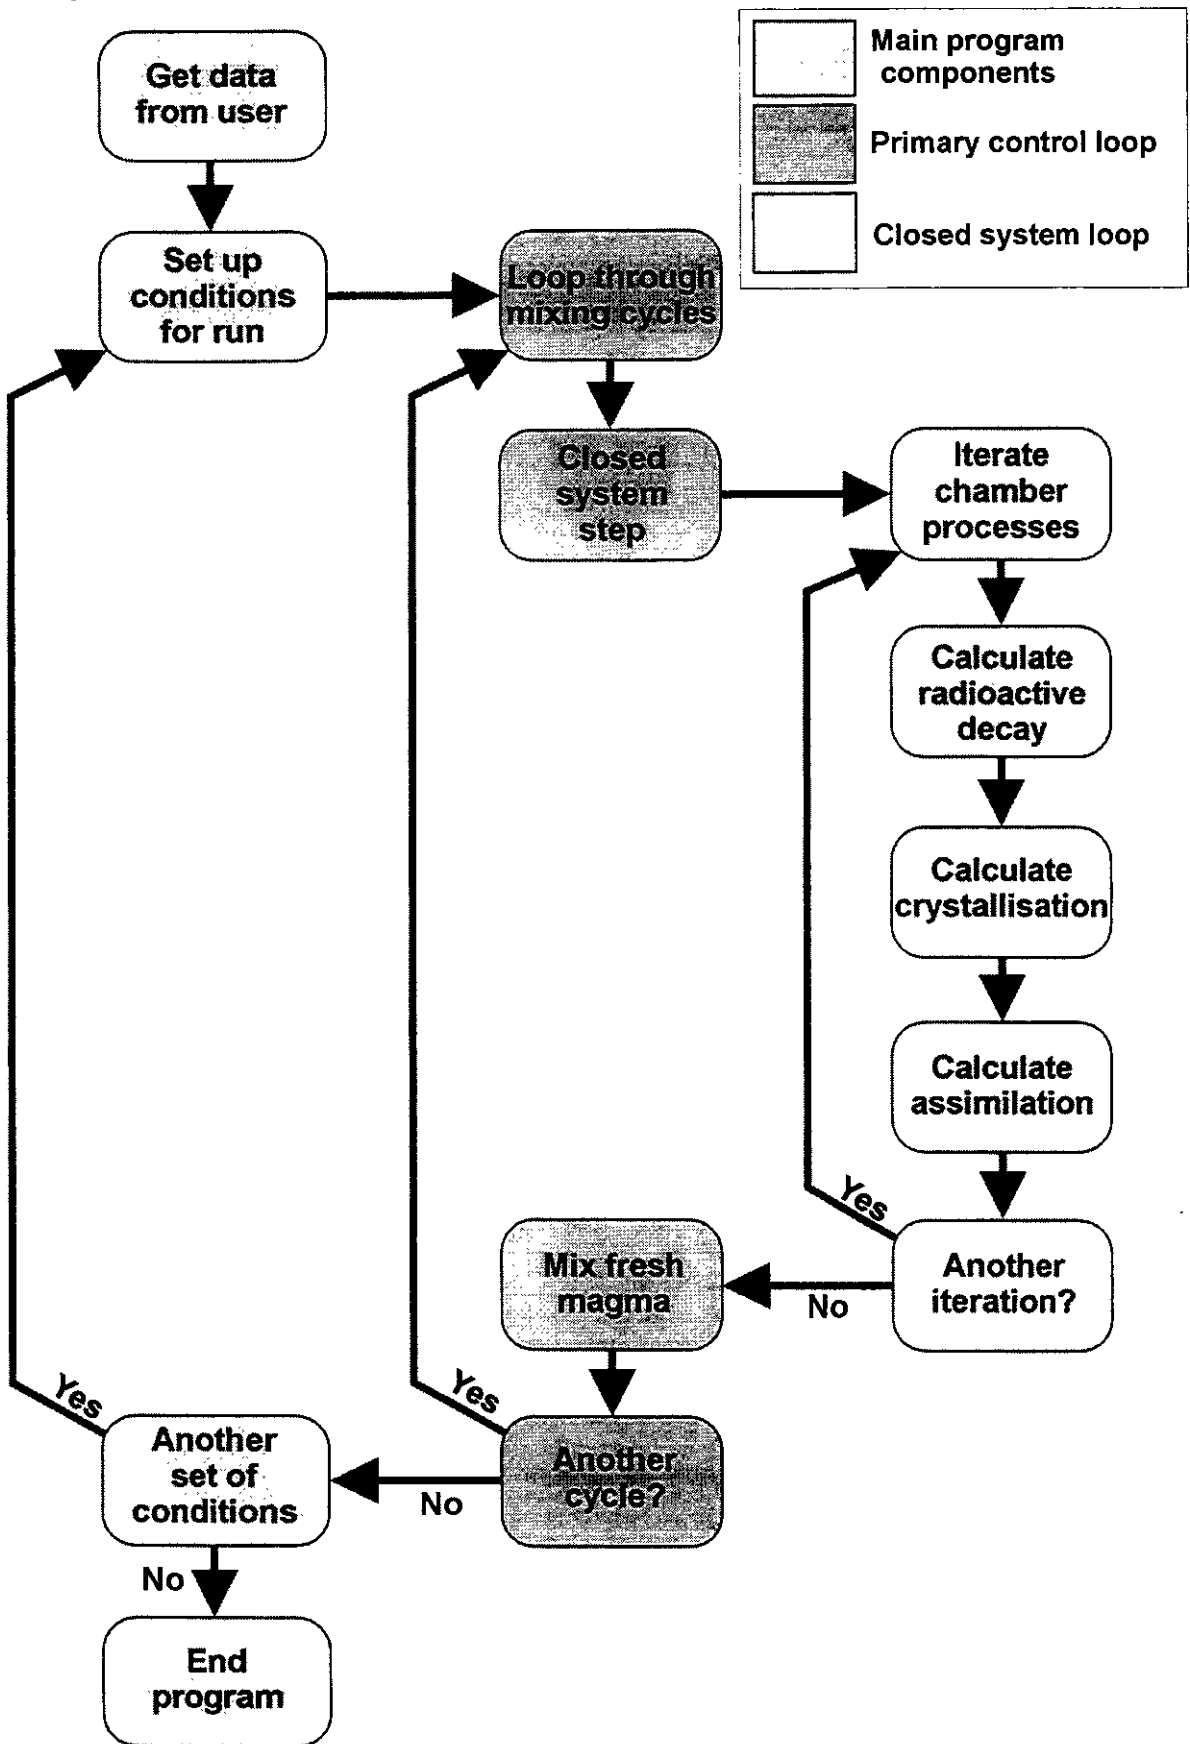 Get data
from user
Main program
components
Primary control loop
Closed system loop
Set up
conditions
for run
Loop through
mixing cycles
Closed
system
step
Iterate
chamber
processes
Calculate
radioactive
decay
Calculate
crystallisation
Calculate
assimilation
Yes
Another
iteration?
No
Mix fresh
magma
Yes
Another
cycle?
No
Yes
Another
set of
conditions
No
End
program